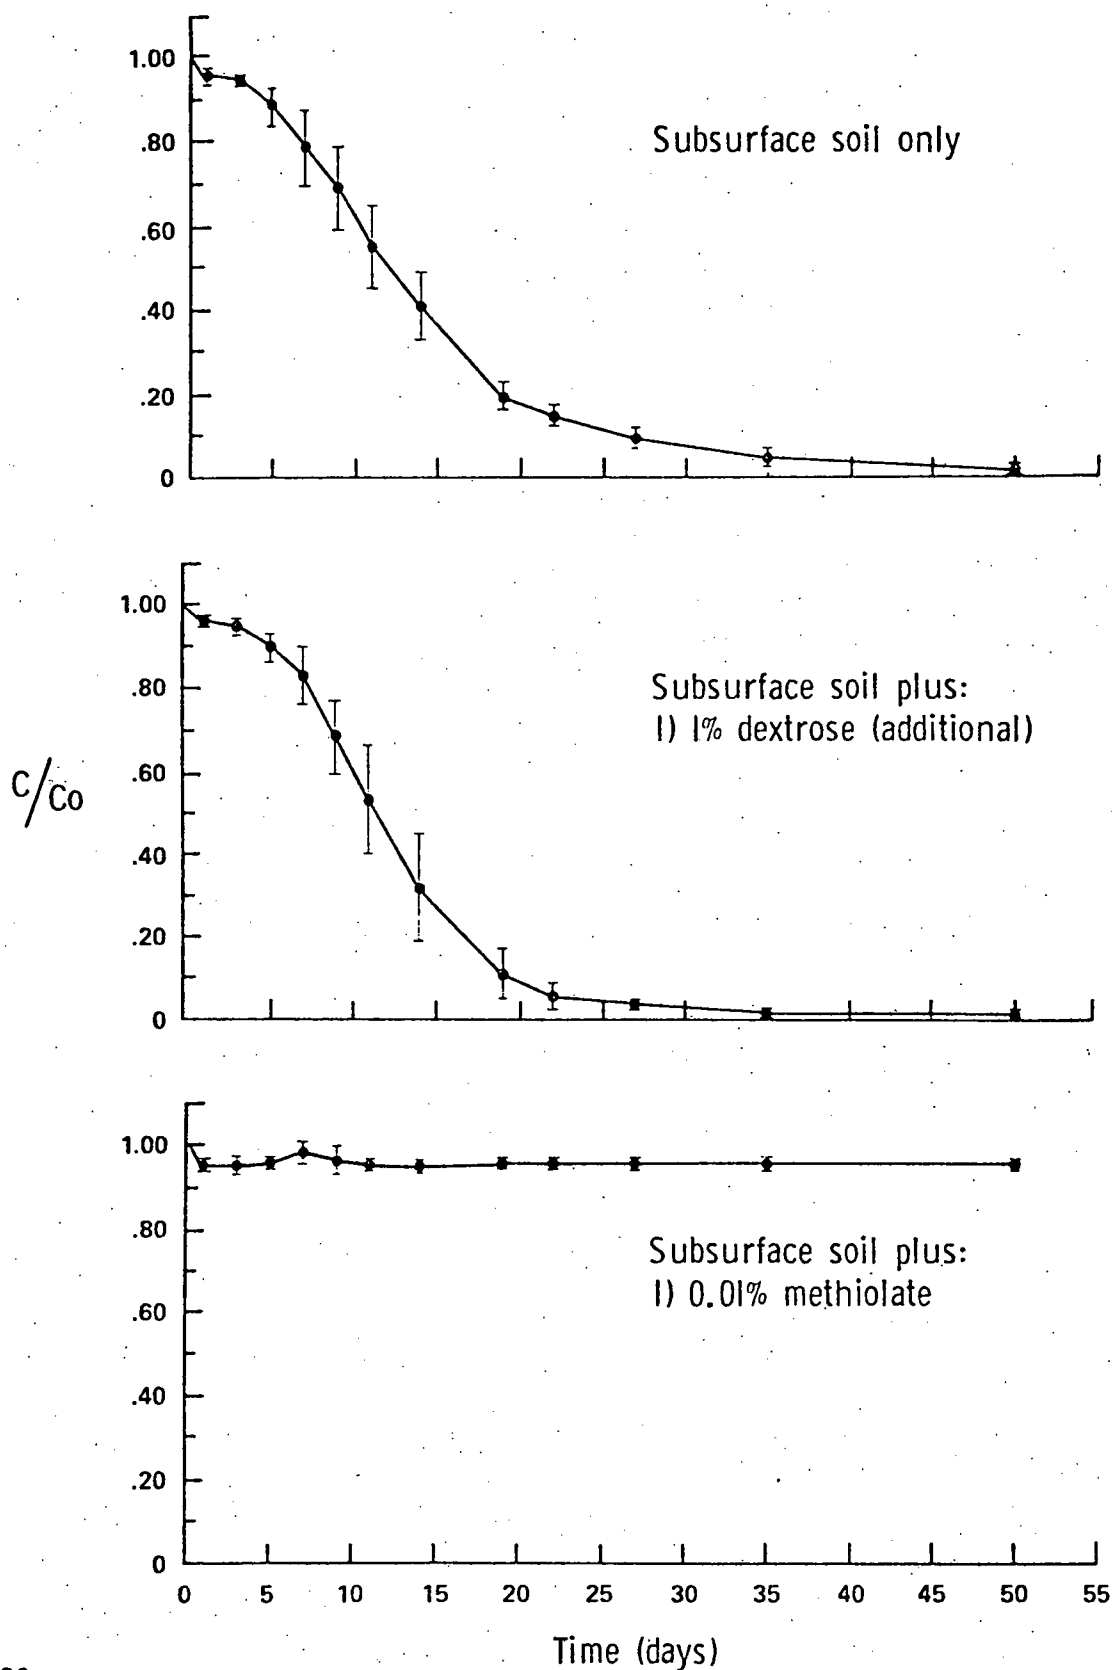 1.00
.80
.60
.40
.20
0
Subsurface soil only
1.00
.80
.60
.40
.20
0
Subsurface soil plus:
1) 1% dextrose (additional)
C/Co
1.00
.80
.60
.40
.20
0
Subsurface soil plus:
1) 0.01% methiolate
0 5 10 15 20 25 30 35 40 45 50 55
Time (days)